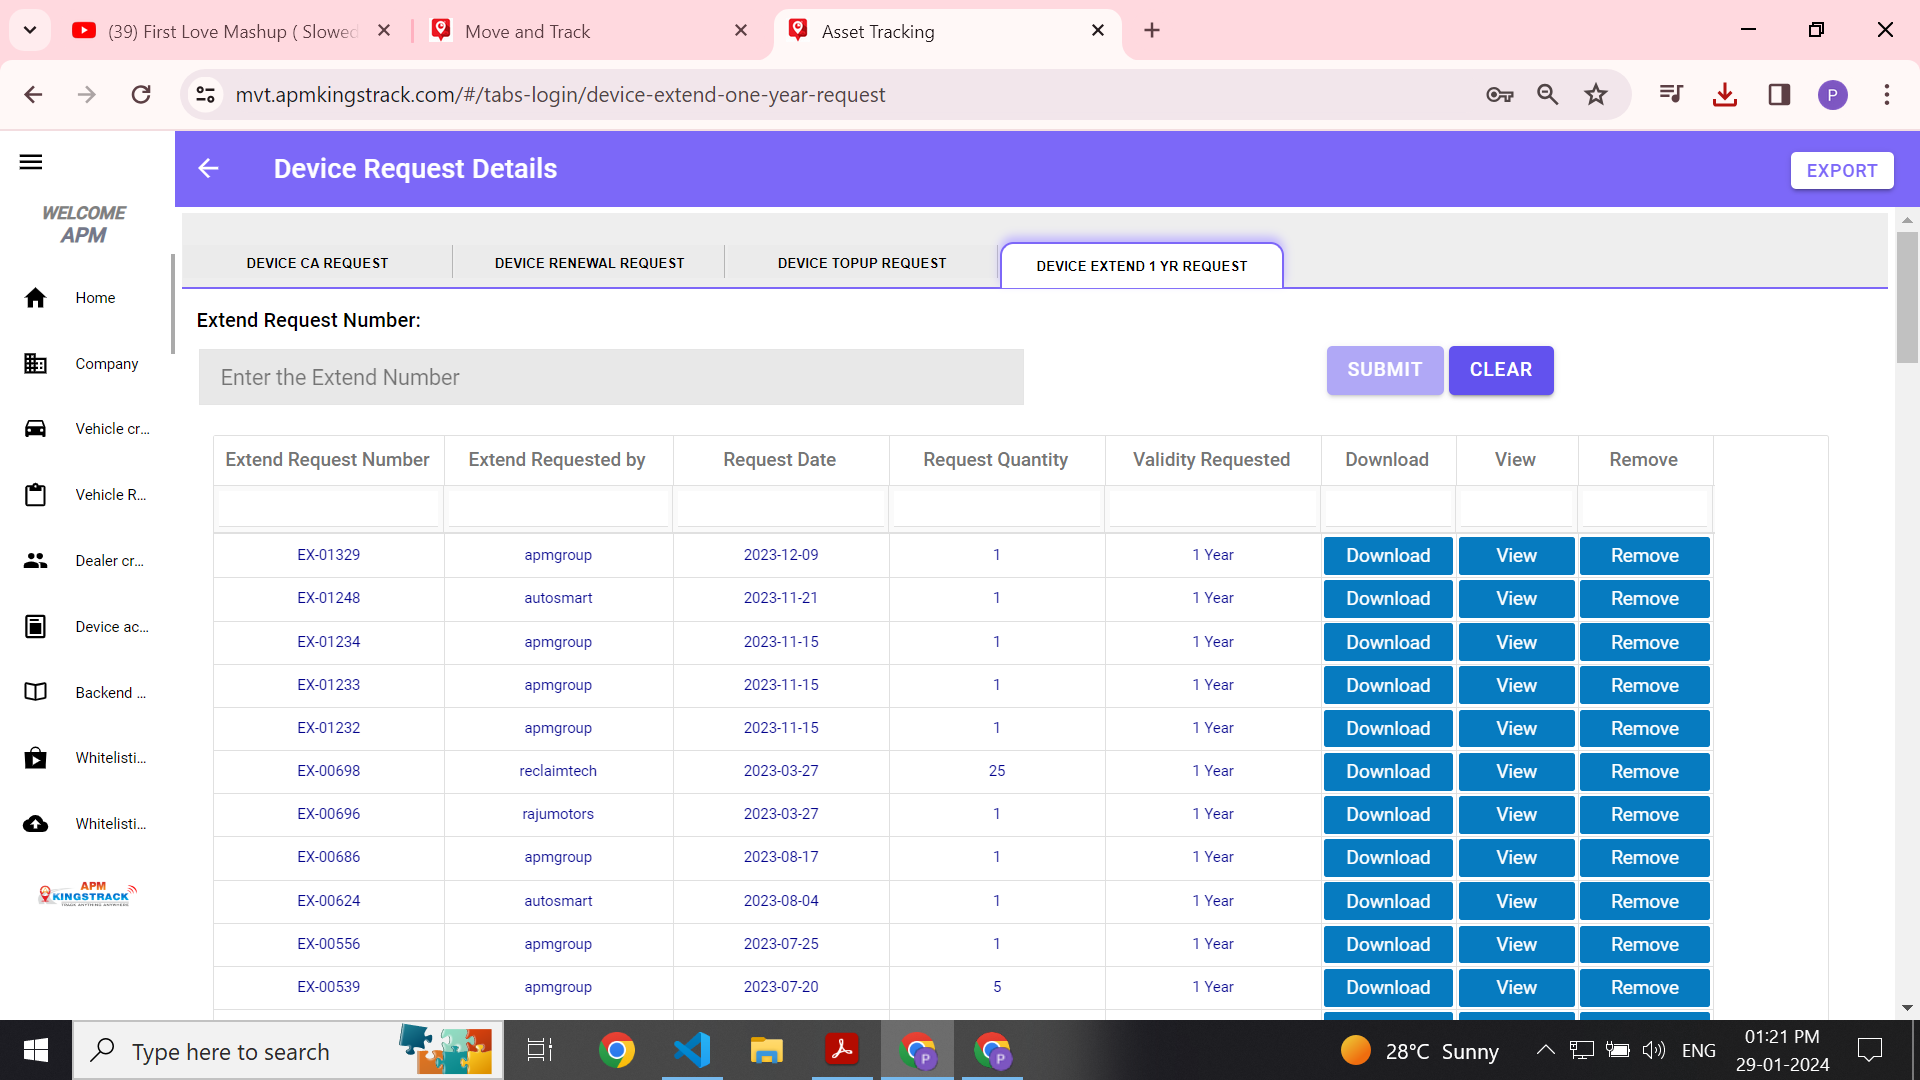 (39) First Love Mashup ( Slowed
Move and Track
Asset Tracking
mvt.apmkingstrack.com/#/tabs-login/device-extend-one-year-request
P
WELCOME
APM
Home
Company
Vehicle cr...
Vehicle R...
Dealer cr...
Device ac...
Backend ...
Whitelisti...
Whitelisti...
APM
KINGSTRACK
TRACK ANYTHING ANYWHERE
Device Request Details
EXPORT
DEVICE CA REQUEST DEVICE RENEWAL REQUEST DEVICE TOPUP REQUEST DEVICE EXTEND 1 YR REQUEST
Extend Request Number:
Enter the Extend Number
SUBMIT CLEAR
Extend Request Number Extend Requested by Request Date Request Quantity Validity Requested Download View Remove
EX-01329 apmgroup 2023-12-09 1 1 Year Download View Remove
EX-01248 autosmart 2023-11-21 1 1 Year Download View Remove
EX-01234 apmgroup 2023-11-15 1 1 Year Download View Remove
EX-01233 apmgroup 2023-11-15 1 1 Year Download View Remove
EX-01232 apmgroup 2023-11-15 1 1 Year Download View Remove
EX-00698 reclaimtech 2023-03-27 25 1 Year Download View Remove
EX-00696 rajumotors 2023-03-27 1 1 Year Download View Remove
EX-00686 apmgroup 2023-08-17 1 1 Year Download View Remove
EX-00624 autosmart 2023-08-04 1 1 Year Download View Remove
EX-00556 apmgroup 2023-07-25 1 1 Year Download View Remove
EX-00539 apmgroup 2023-07-20 5 1 Year Download View Remove
Type here to search
P
P
28°C Sunny
ENG
01:21 PM
29-01-2024